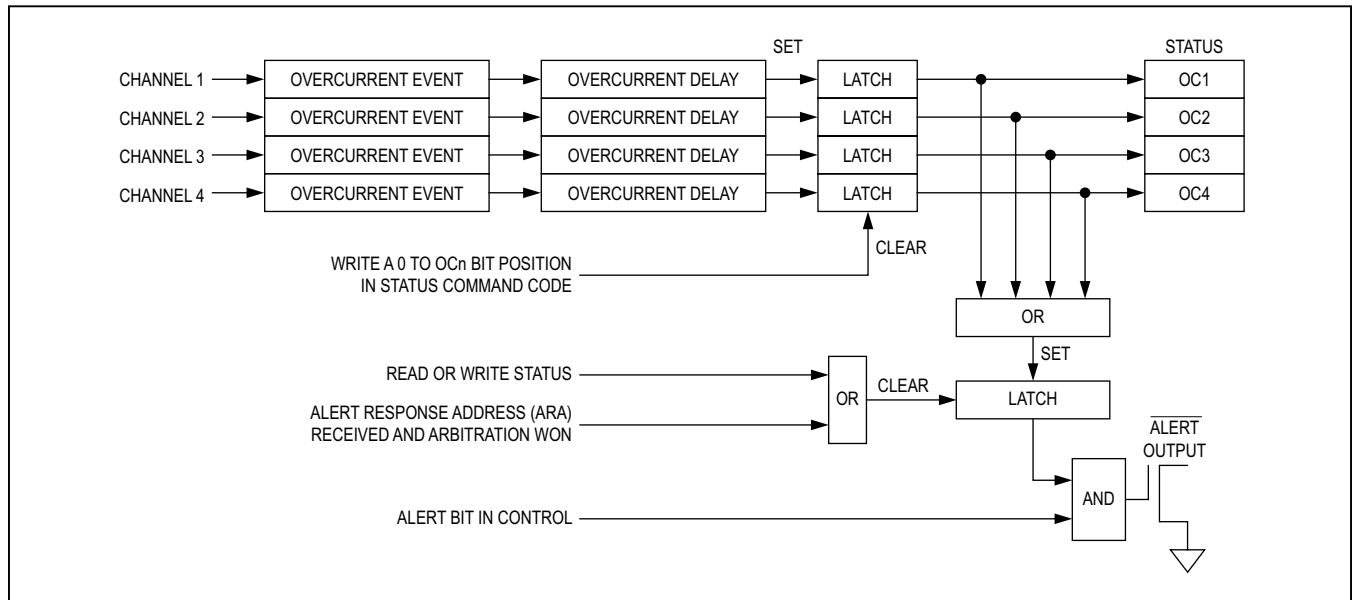 SET
STATUS
CHANNEL 1
OVERCURRENT EVENT
OVERCURRENT DELAY
LATCH
OC1
CHANNEL 2
OVERCURRENT EVENT
OVERCURRENT DELAY
LATCH
OC2
CHANNEL 3
OVERCURRENT EVENT
OVERCURRENT DELAY
LATCH
OC3
CHANNEL 4
OVERCURRENT EVENT
OVERCURRENT DELAY
LATCH
OC4
CLEAR
WRITE A 0 TO OCn BIT POSITION
IN STATUS COMMAND CODE
OR
SET
READ OR WRITE STATUS
ALERT RESPONSE ADDRESS (ARA)
RECEIVED AND ARBITRATION WON
OR
CLEAR
LATCH
ALERT
OUTPUT
AND
ALERT BIT IN CONTROL